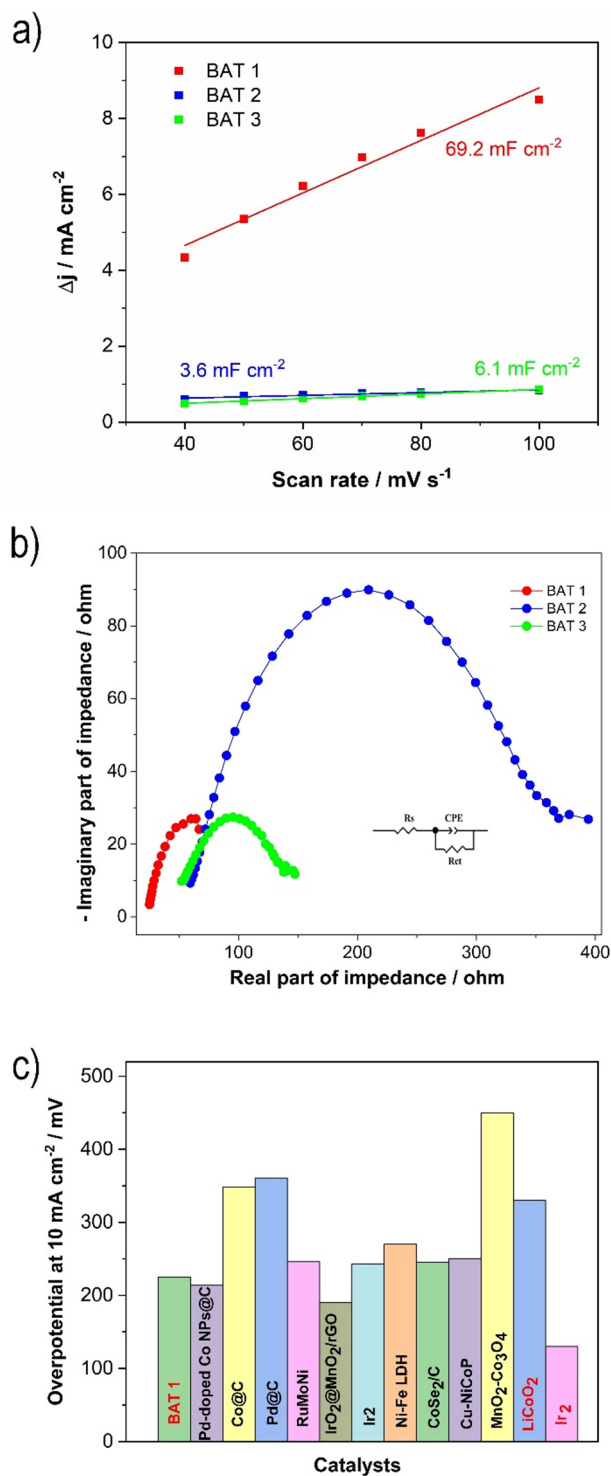 a)
10
8
6
4
2
0
Δj / mA cm⁻²
BAT 1
BAT 2
BAT 3
69.2 mF cm⁻²
3.6 mF cm⁻²
6.1 mF cm⁻²
40
50
60
70
80
90
100
Scan rate / mV s⁻¹
b)
100
80
60
40
20
0
- Imaginary part of impedance / ohm
BAT 1
BAT 2
BAT 3
Rs
CPE
Rct
100
200
300
400
Real part of impedance / ohm
c)
500
400
300
200
100
0
Overpotential at 10 mA cm⁻² / mV
BAT 1
Pd-doped Co NPs@C
Co@C
Pd@C
RuMoNi
IrO₂@MnO₂/rGO
Ir2
Ni-Fe LDH
CoSe₂/C
Cu-NiCoP
MnO₂-Co₃O₄
LiCoO₂
Ir₂
Catalysts